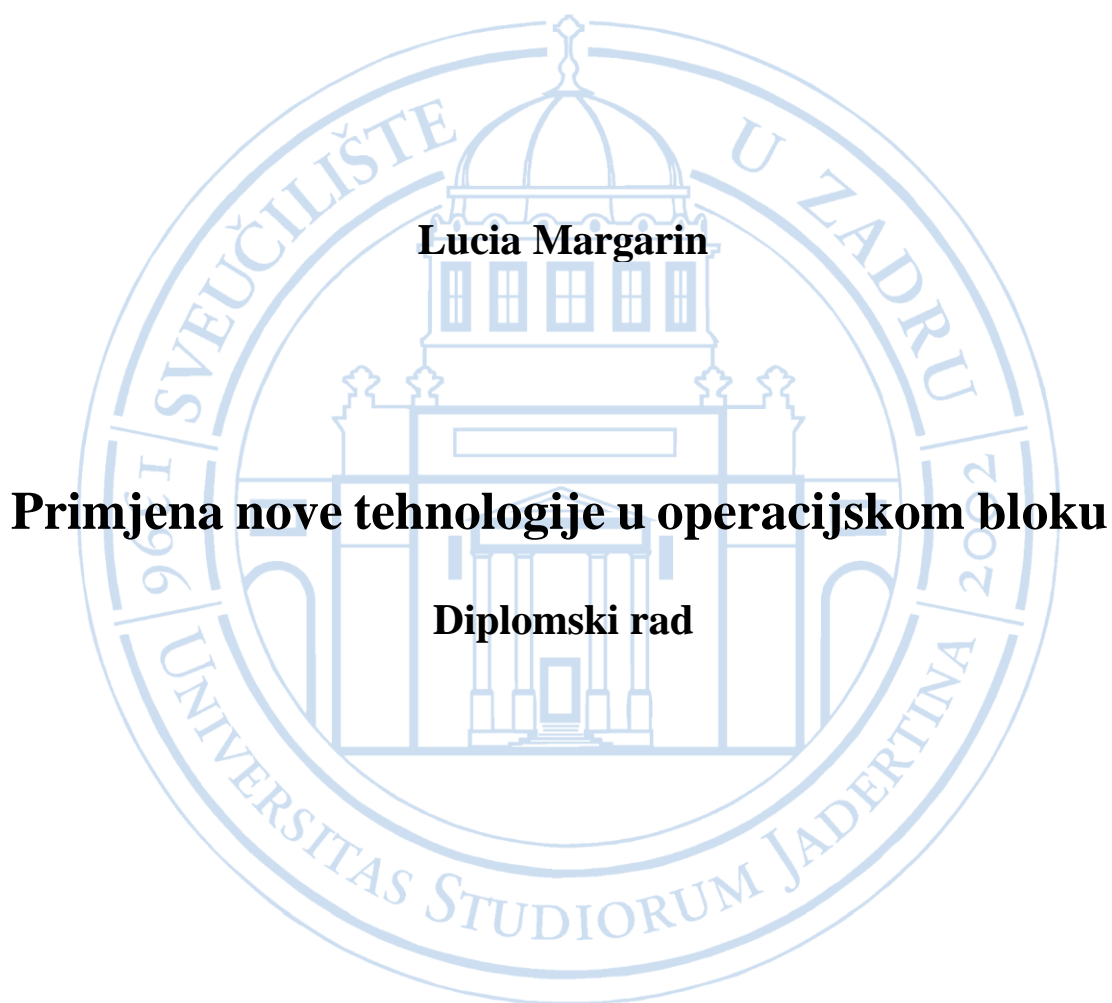 SVEUČILIŠTE U ZADRU
1396
2002
UNIVERSITAS STUDIORUM JADERTINA
Lucia Margarin
Primjena nove tehnologije u operacijskom bloku
Diplomski rad